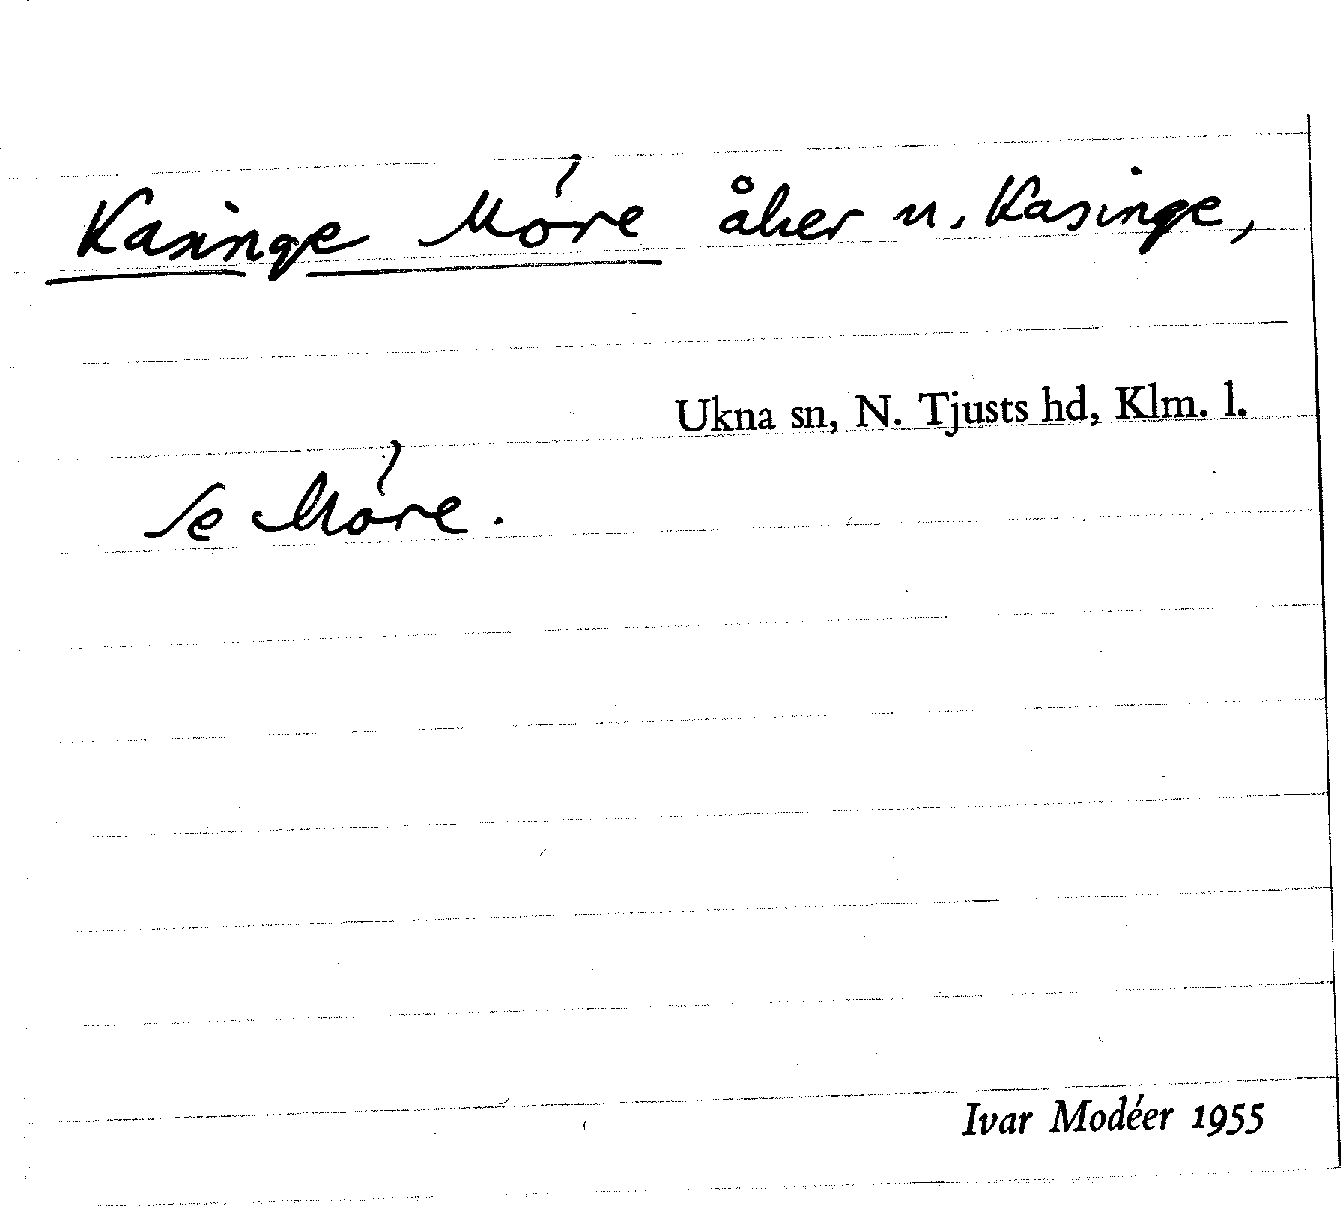 Kasinge Möre åker u. Kasinge,
Ukna sn, N. Tjusts hd, Klm. l.
Se Möre.
Ivar Modéer 1955